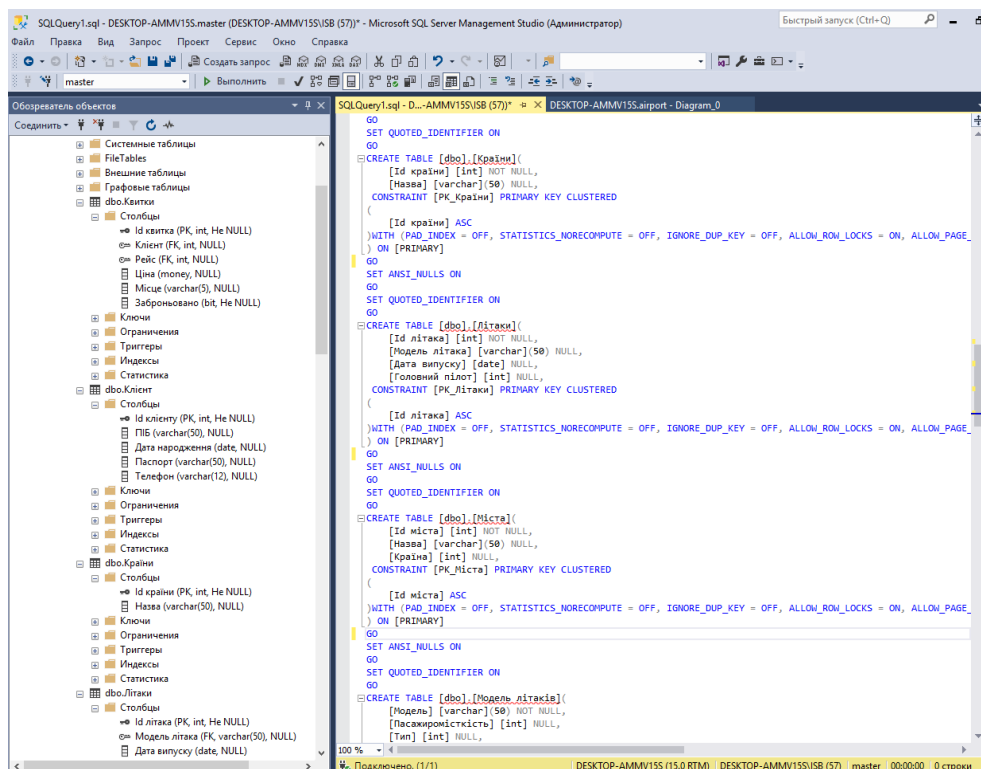 SQLQuery1.sql - DESKTOP-AMMV15S.master (DESKTOP-AMMV15S\ISB (57))* - Microsoft SQL Server Management Studio (Администратор)
Быстрый запуск (Ctrl+Q)
Файл Правка Вид Запрос Проект Сервис Окно Справка
Создать запрос
master
Выполнить
Обозреватель объектов
Соединить
Системные таблицы
FileTables
Внешние таблицы
Графовые таблицы
dbo.Квитки
Столбцы
Id квитка (PK, int, Не NULL)
Клієнт (FK, int, NULL)
Рейс (FK, int, NULL)
Ціна (money, NULL)
Місце (varchar(5), NULL)
Заброньовано (bit, Не NULL)
Ключи
Ограничения
Триггеры
Индексы
Статистика
dbo.Клієнт
Столбцы
Id клієнту (PK, int, Не NULL)
ПІБ (varchar(50), NULL)
Дата народження (date, NULL)
Паспорт (varchar(50), NULL)
Телефон (varchar(12), NULL)
Ключи
Ограничения
Триггеры
Индексы
Статистика
dbo.Країни
Столбцы
Id країни (PK, int, Не NULL)
Назва (varchar(50), NULL)
Ключи
Ограничения
Триггеры
Индексы
Статистика
dbo.Літаки
Столбцы
Id літака (PK, int, Не NULL)
Модель літака (FK, varchar(50), NULL)
Дата випуску (date, NULL)
SQLQuery1.sql - D...-AMMV15S\ISB (57))* DESKTOP-AMMV15S.airport - Diagram_0
GO
SET QUOTED_IDENTIFIER ON
GO
CREATE TABLE [dbo].[Країни](
[Id країни] [int] NOT NULL,
[Назва] [varchar](50) NULL,
CONSTRAINT [PK_Країни] PRIMARY KEY CLUSTERED
(
[Id країни] ASC
)WITH (PAD_INDEX = OFF, STATISTICS_NORECOMPUTE = OFF, IGNORE_DUP_KEY = OFF, ALLOW_ROW_LOCKS = ON, ALLOW_PAGE_
) ON [PRIMARY]
GO
SET ANSI_NULLS ON
GO
SET QUOTED_IDENTIFIER ON
GO
CREATE TABLE [dbo].[Літаки](
[Id літака] [int] NOT NULL,
[Модель літака] [varchar](50) NULL,
[Дата випуску] [date] NULL,
[Головний пілот] [int] NULL,
CONSTRAINT [PK_Літаки] PRIMARY KEY CLUSTERED
(
[Id літака] ASC
)WITH (PAD_INDEX = OFF, STATISTICS_NORECOMPUTE = OFF, IGNORE_DUP_KEY = OFF, ALLOW_ROW_LOCKS = ON, ALLOW_PAGE_
) ON [PRIMARY]
GO
SET ANSI_NULLS ON
GO
SET QUOTED_IDENTIFIER ON
GO
CREATE TABLE [dbo].[Міста](
[Id міста] [int] NOT NULL,
[Назва] [varchar](50) NULL,
[Країна] [int] NULL,
CONSTRAINT [PK_Міста] PRIMARY KEY CLUSTERED
(
[Id міста] ASC
)WITH (PAD_INDEX = OFF, STATISTICS_NORECOMPUTE = OFF, IGNORE_DUP_KEY = OFF, ALLOW_ROW_LOCKS = ON, ALLOW_PAGE_
) ON [PRIMARY]
GO
SET ANSI_NULLS ON
GO
SET QUOTED_IDENTIFIER ON
GO
CREATE TABLE [dbo].[Модель літаків](
[Модель] [varchar](50) NOT NULL,
[Пасажиромісткість] [int] NULL,
[Тип] [int] NULL,
100 %
Подключено. (1/1)
DESKTOP-AMMV15S (15.0 RTM) DESKTOP-AMMV15S\ISB (57) master 00:00:00 0 строки